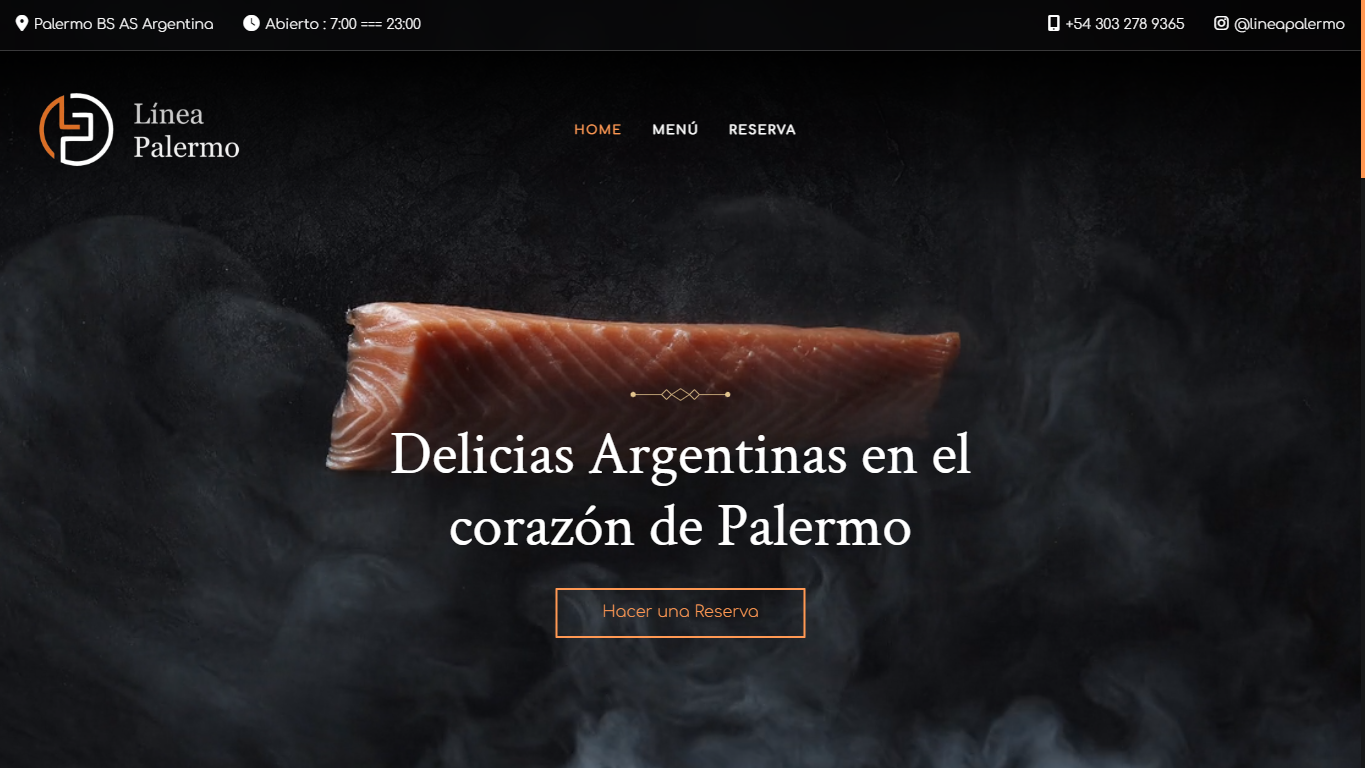 Palermo BS AS Argentina
Abierto : 7:00 === 23:00
+54 303 278 9365
@lineapalermo
Línea
Palermo
HOME
MENÚ
RESERVA
Delicias Argentinas en el
corazón de Palermo
Hacer una Reserva